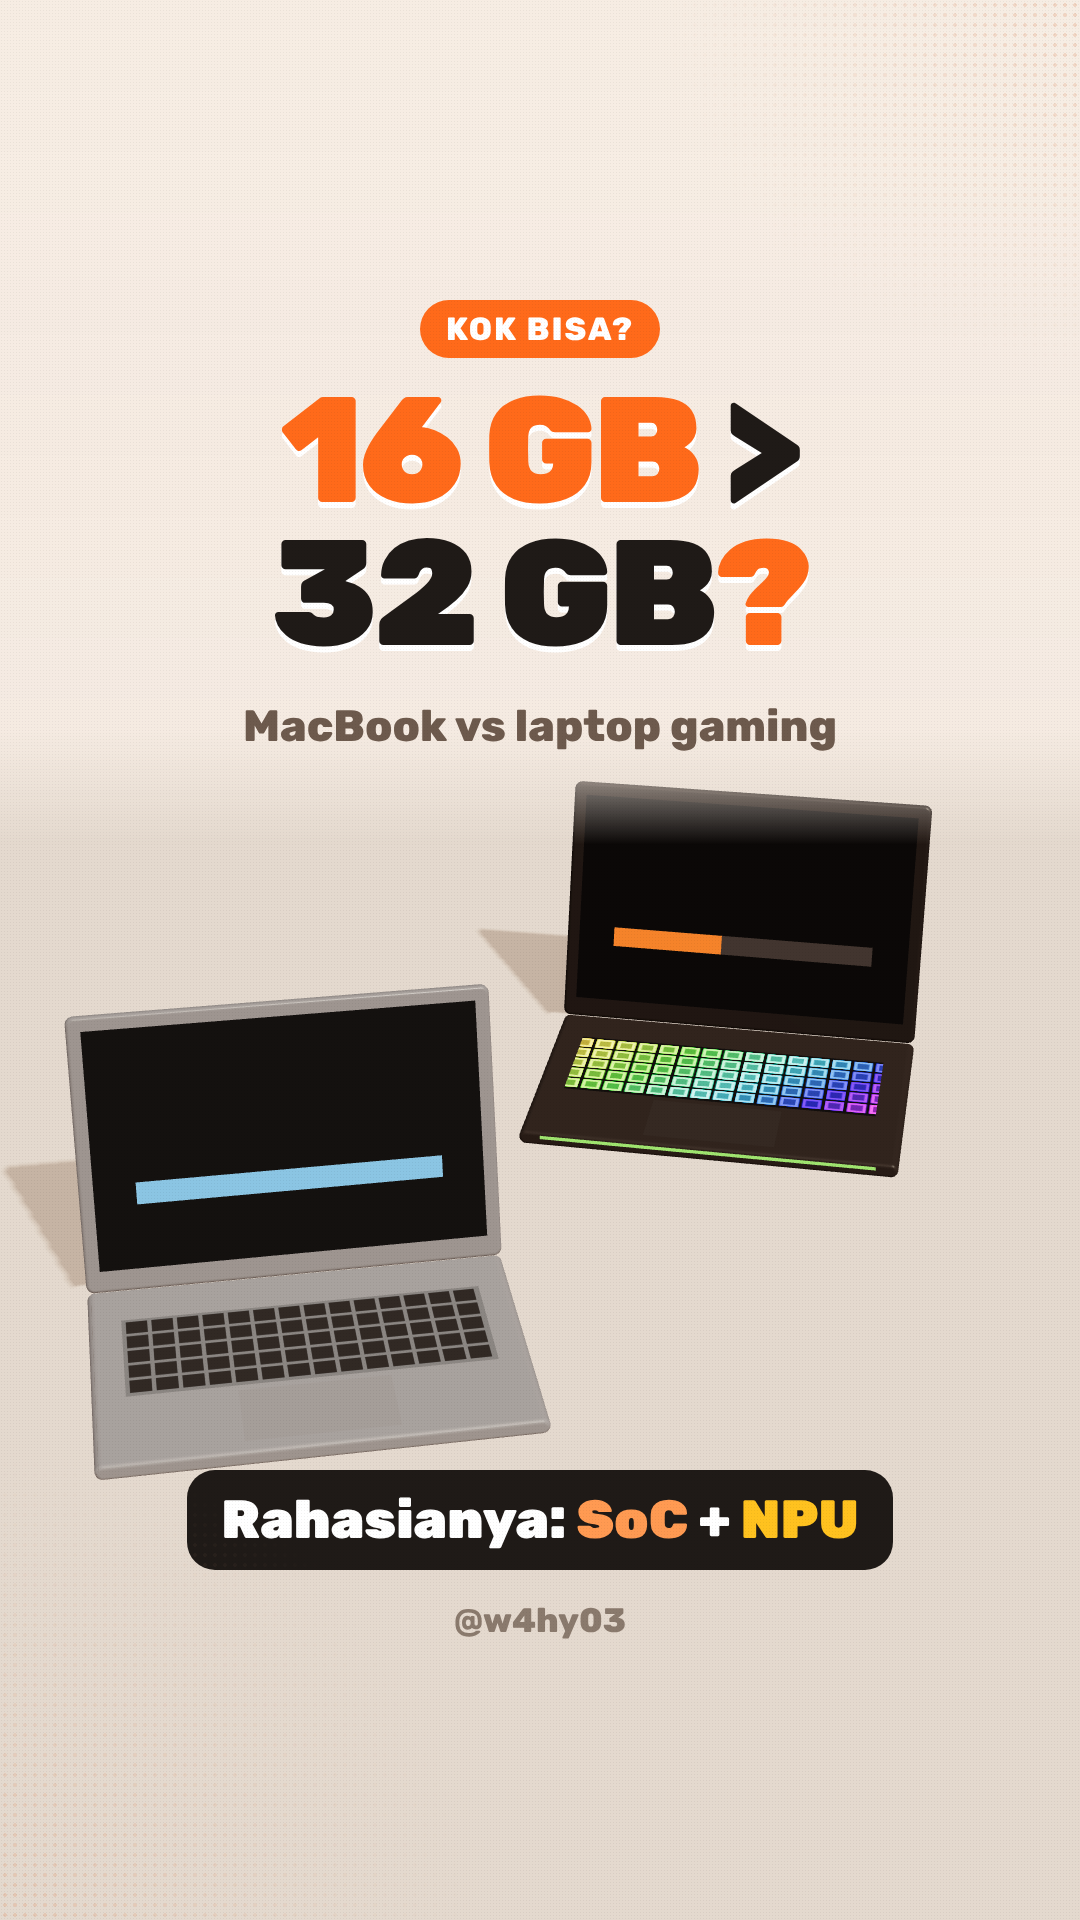 KOK BISA?
16 GB >
32 GB?
MacBook vs laptop gaming
Rahasianya: SoC + NPU
@w4hy03